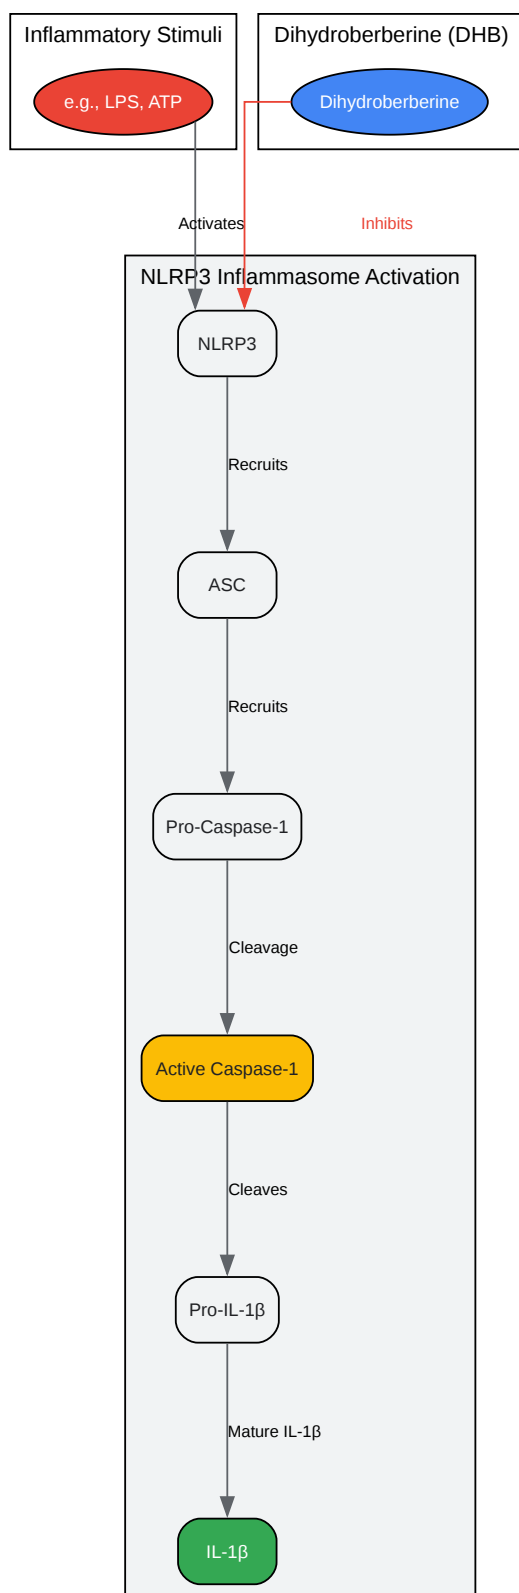 Inflammatory Stimuli
Dihydroberberine (DHB)
e.g., LPS, ATP
Dihydroberberine
Activates
Inhibits
NLRP3 Inflammasome Activation
NLRP3
Recruits
ASC
Recruits
Pro-Caspase-1
Cleavage
Active Caspase-1
Cleaves
Pro-IL-1β
Mature IL-1β
IL-1β